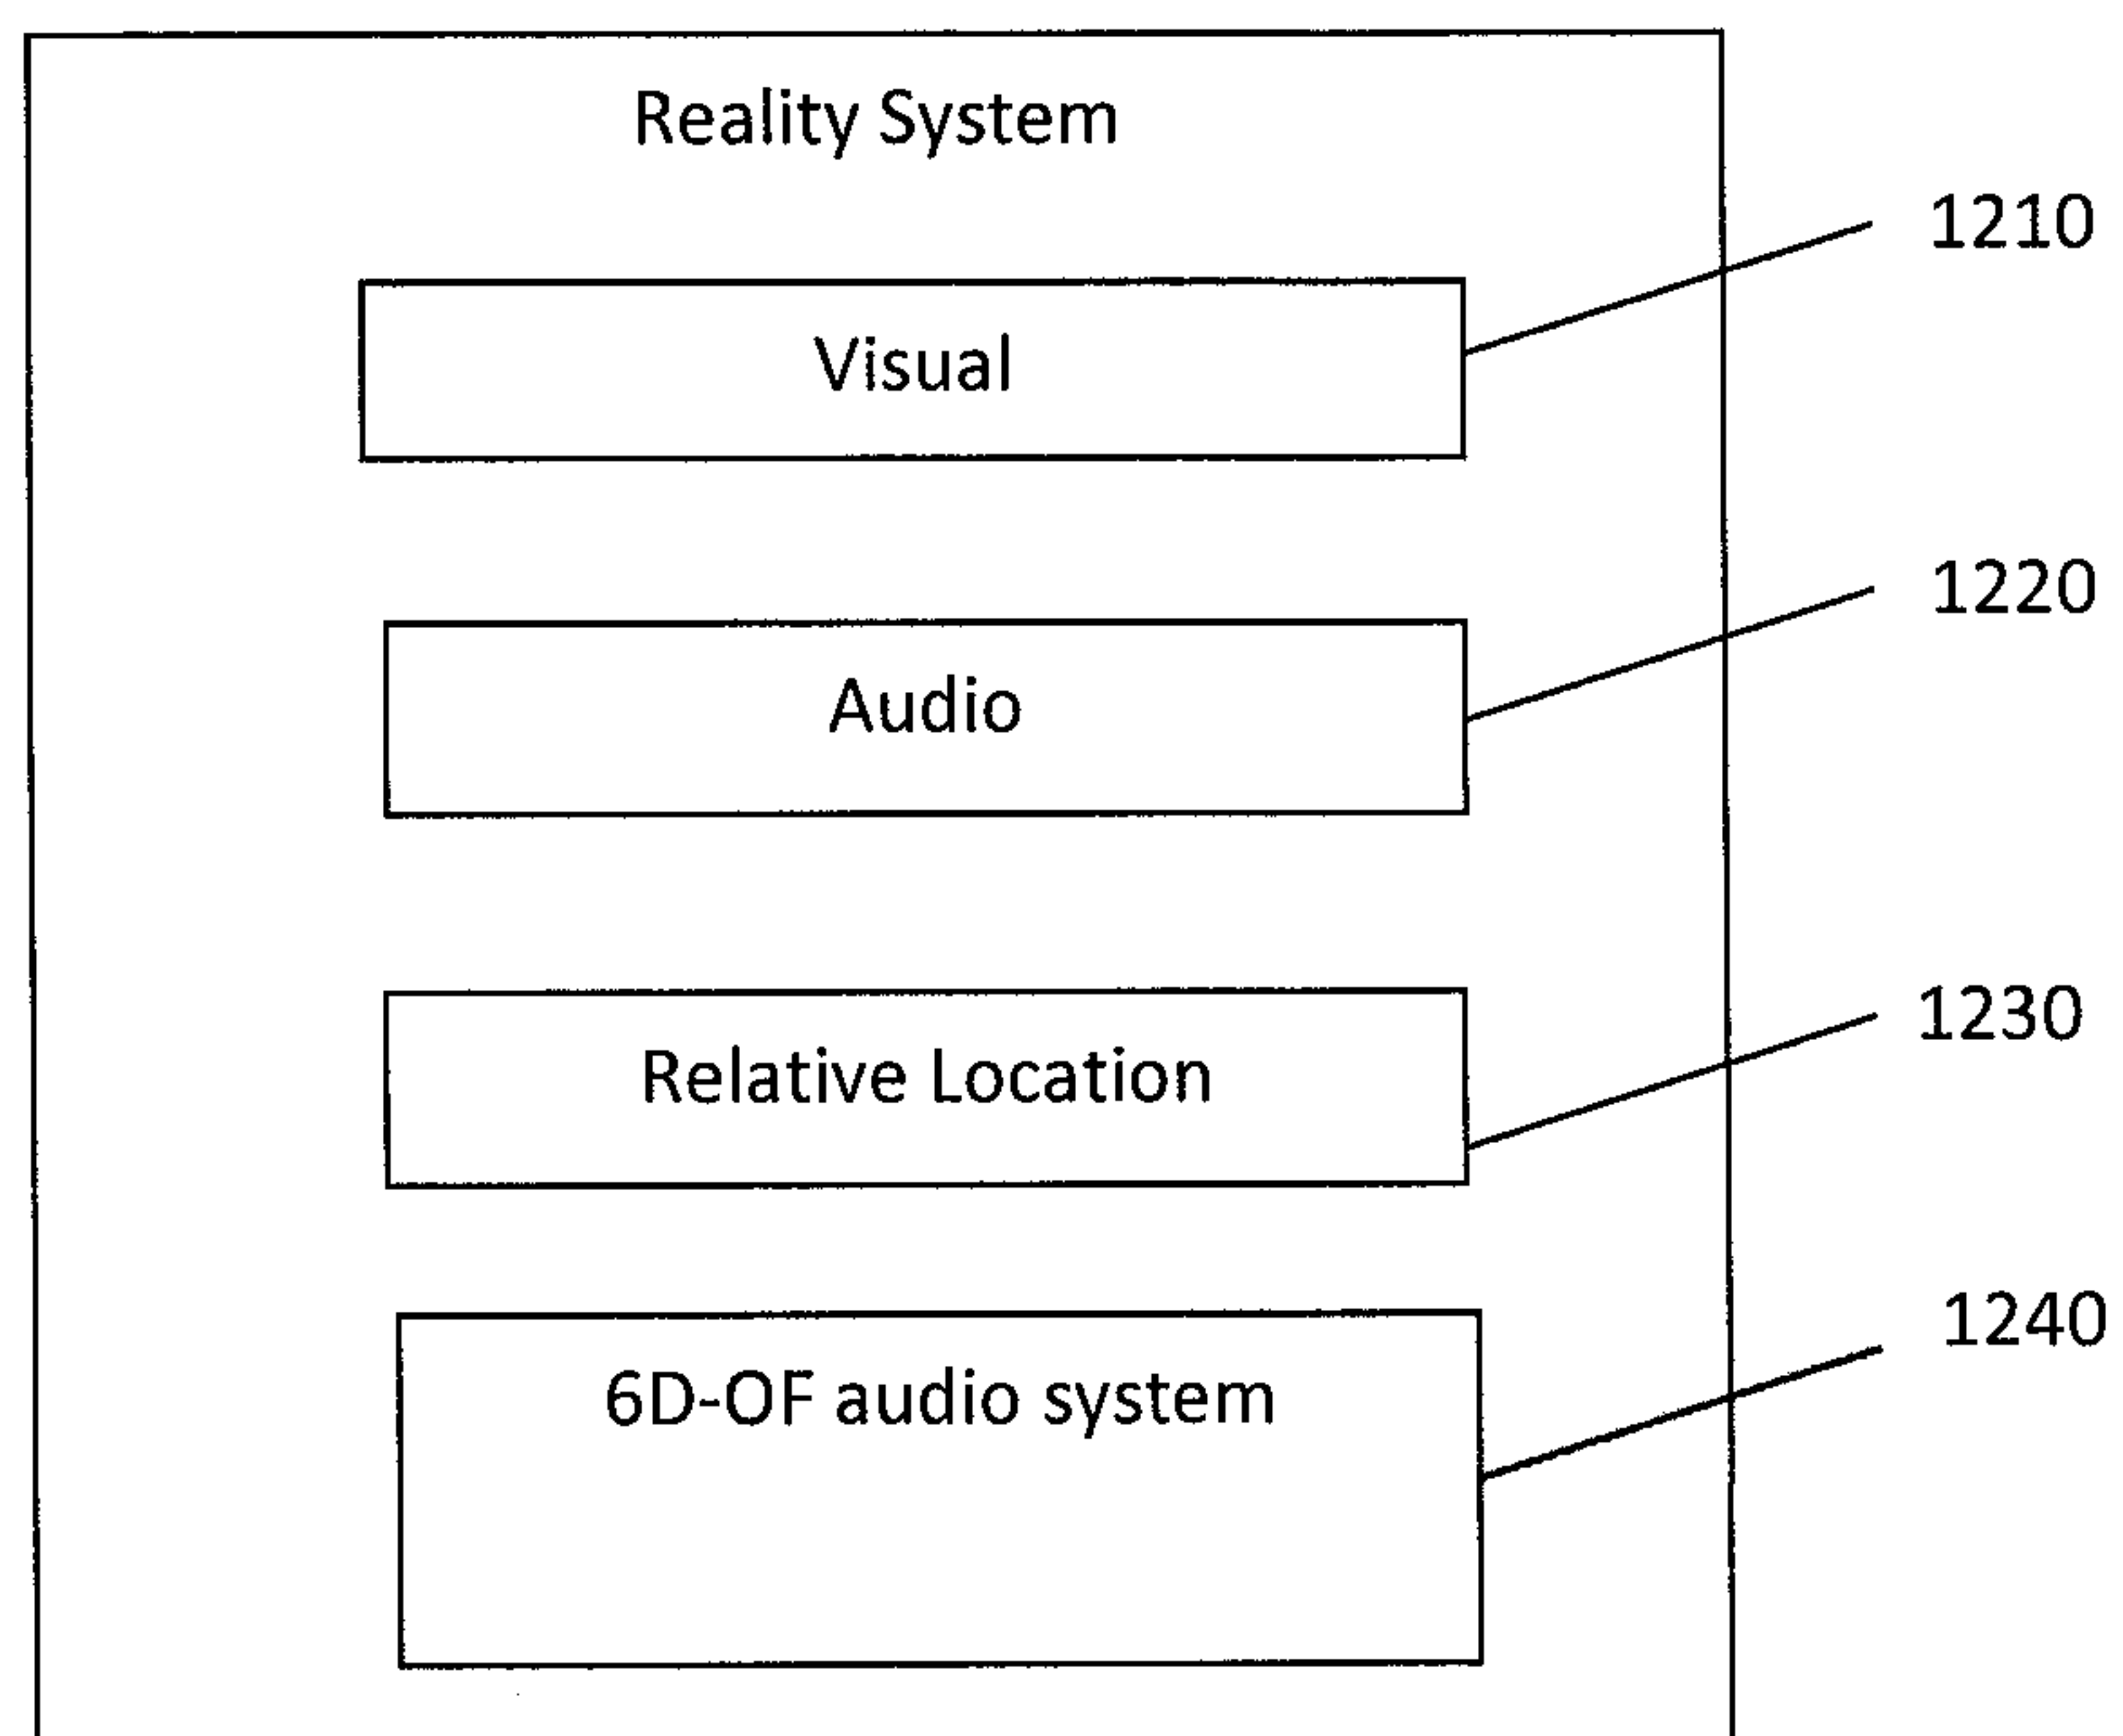 Reality System
1210
Visual
1220
Audio
1230
Relative Location
1240
6D-OF audio system